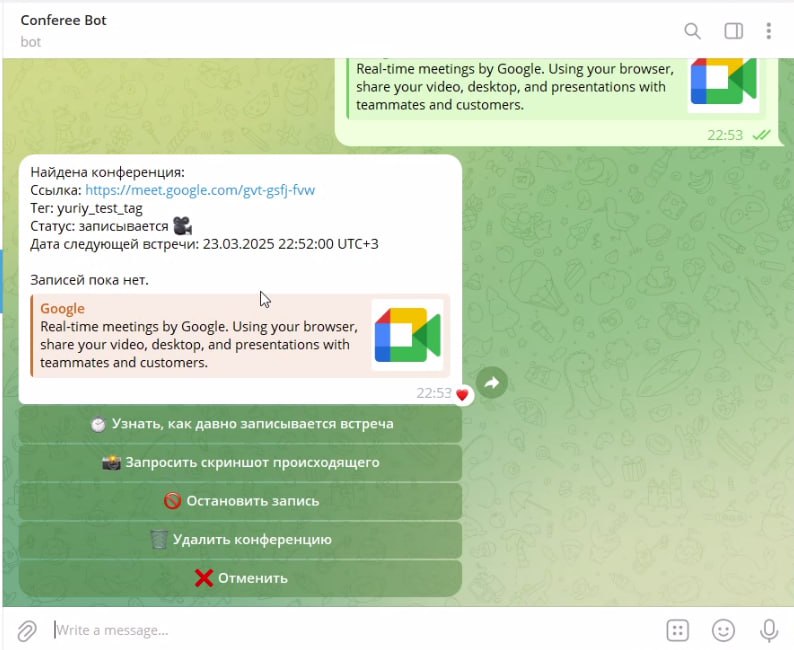 Conferee Bot
bot
Real-time meetings by Google. Using your browser,
share your video, desktop, and presentations with
teammates and customers.
22:53
Найдена конференция:
Ссылка: https://meet.google.com/gvt-gsfj-fvw
Тег: yuriy_test_tag
Статус: записывается
Дата следующей встречи: 23.03.2025 22:52:00 UTC+3
Записей пока нет.
Google
Real-time meetings by Google. Using your browser,
share your video, desktop, and presentations with
teammates and customers.
22:53
Узнать, как давно записывается встреча
Запросить скриншот происходящего
Остановить запись
Удалить конференцию
Отменить
Write a message...